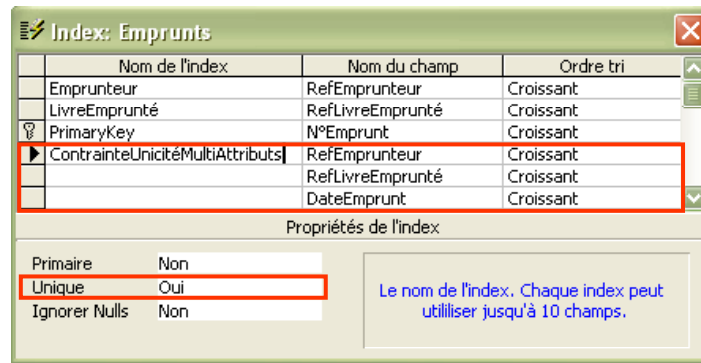 Index: Emprunts
Nom de l'index Nom du champ Ordre tri
Emprunteur RefEmprunteur Croissant
LivreEmprunté RefLivreEmprunté Croissant
PrimaryKey N°Emprunt Croissant
ContrainteUnicitéMultiAttributs RefEmprunteur Croissant
RefLivreEmprunté Croissant
DateEmprunt Croissant
Propriétés de l'index
Primaire Non
Unique Oui
Ignorer Nulls Non
Le nom de l'index. Chaque index peut
utiliser jusqu'à 10 champs.